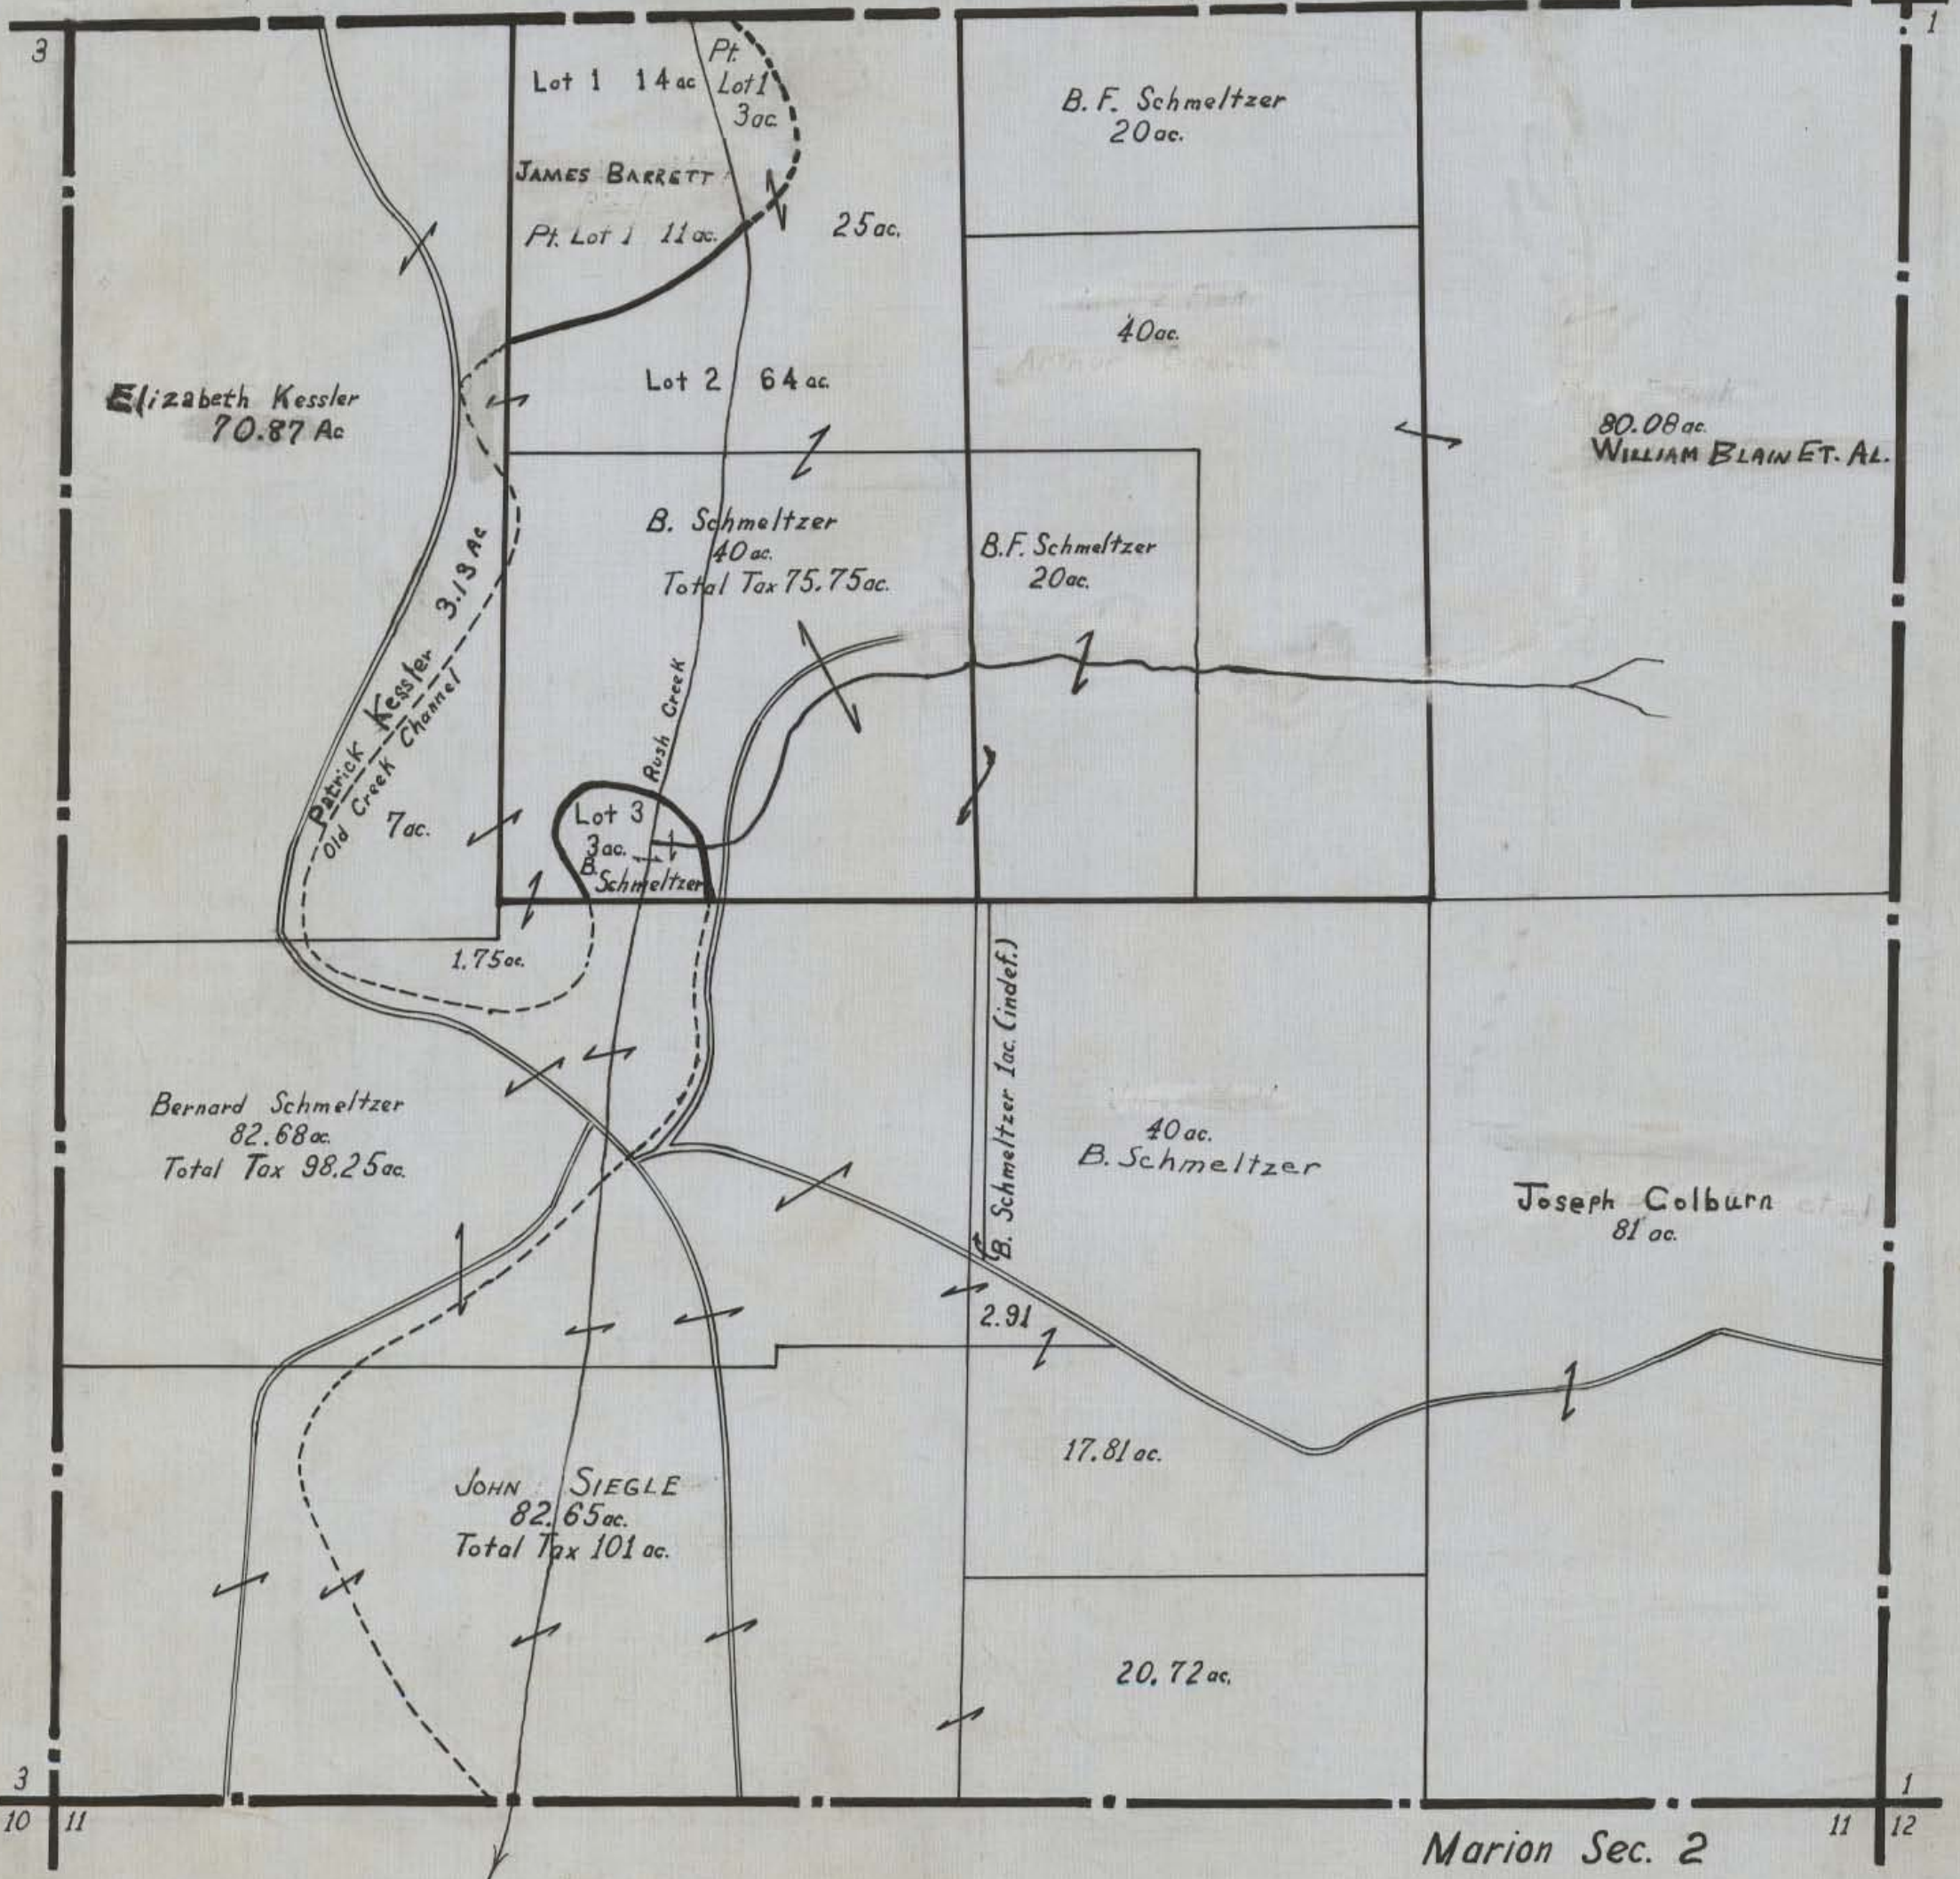 3
1
Lot 1 14 ac
Pt.
Lot 1
3 ac.
JAMES BARRETT
Pt. Lot 1 11 ac.
25 ac.
B. F. Schmeltzer
20 ac.
40 ac.
Elizabeth Kessler
70.87 Ac
Lot 2 64 ac.
80.08 ac.
WILLIAM BLAIN ET. AL.
B. Schmeltzer
40 ac.
Total Tax 75.75 ac.
B.F. Schmeltzer
20 ac.
Patrick Kessler 3.13 Ac
Old Creek Channel
7 ac.
Rush Creek
Lot 3
3 ac.
B.
Schmeltzer
1.75 ac.
B. Schmeltzer 1 ac. (indef.)
Bernard Schmeltzer
82.68 ac.
Total Tax 98.25 ac.
40 ac.
B. Schmeltzer
Joseph Colburn
81 ac.
2.91
17.81 ac.
JOHN SIEGLE
82.65 ac.
Total Tax 101 ac.
20.72 ac.
3
10 11
1
11 12
Marion Sec. 2